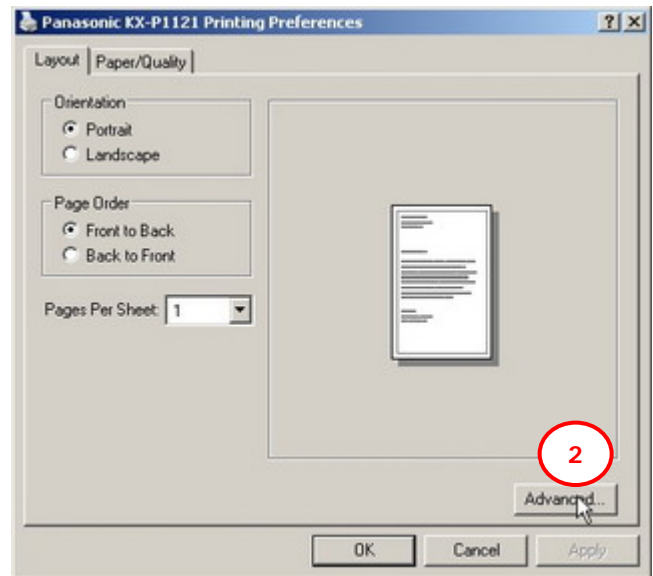 Panasonic KX-P1121 Printing Preferences
Layout Paper/Quality
Orientation
Portrait
Landscape
Page Order
Front to Back
Back to Front
Pages Per Sheet: 1
2
Advanced...
OK Cancel Apply